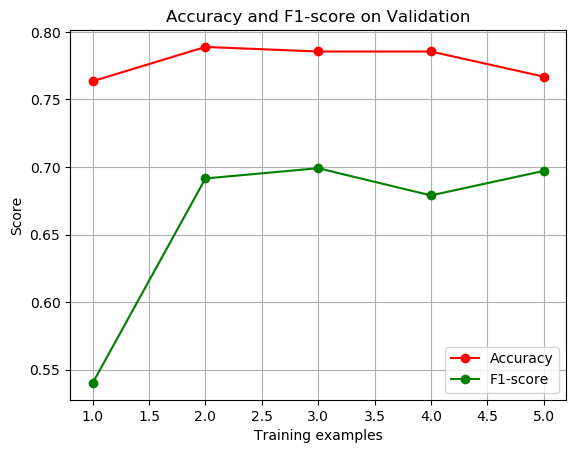 Accuracy and F1-score on Validation
0.80
0.75
0.70
0.65
0.60
0.55
Score
1.0 1.5 2.0 2.5 3.0 3.5 4.0 4.5 5.0
Training examples
Accuracy
F1-score